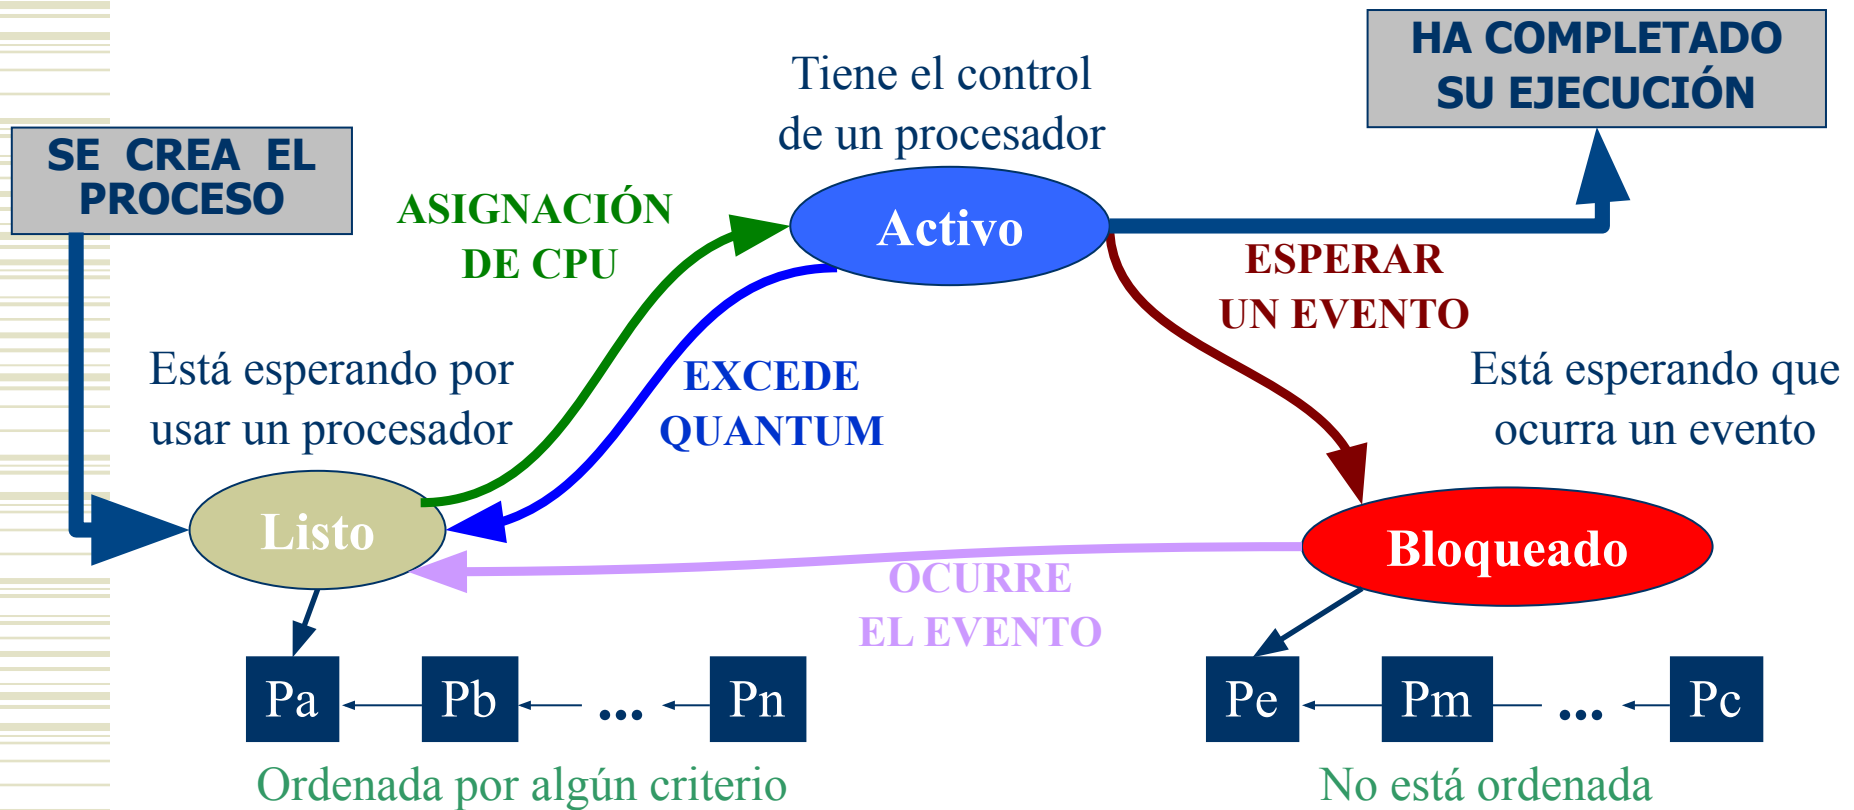 HA COMPLETADO
SU EJECUCIÓN
Tiene el control
de un procesador
SE CREA EL
PROCESO
ASIGNACIÓN
DE CPU
Activo
ESPERAR
UN EVENTO
Está esperando por
usar un procesador
EXCEDE
QUANTUM
Está esperando que
ocurra un evento
Listo
Bloqueado
OCURRE
EL EVENTO
Pa
Pb
...
Pn
Pe
Pm
...
Pc
Ordenada por algún criterio
No está ordenada